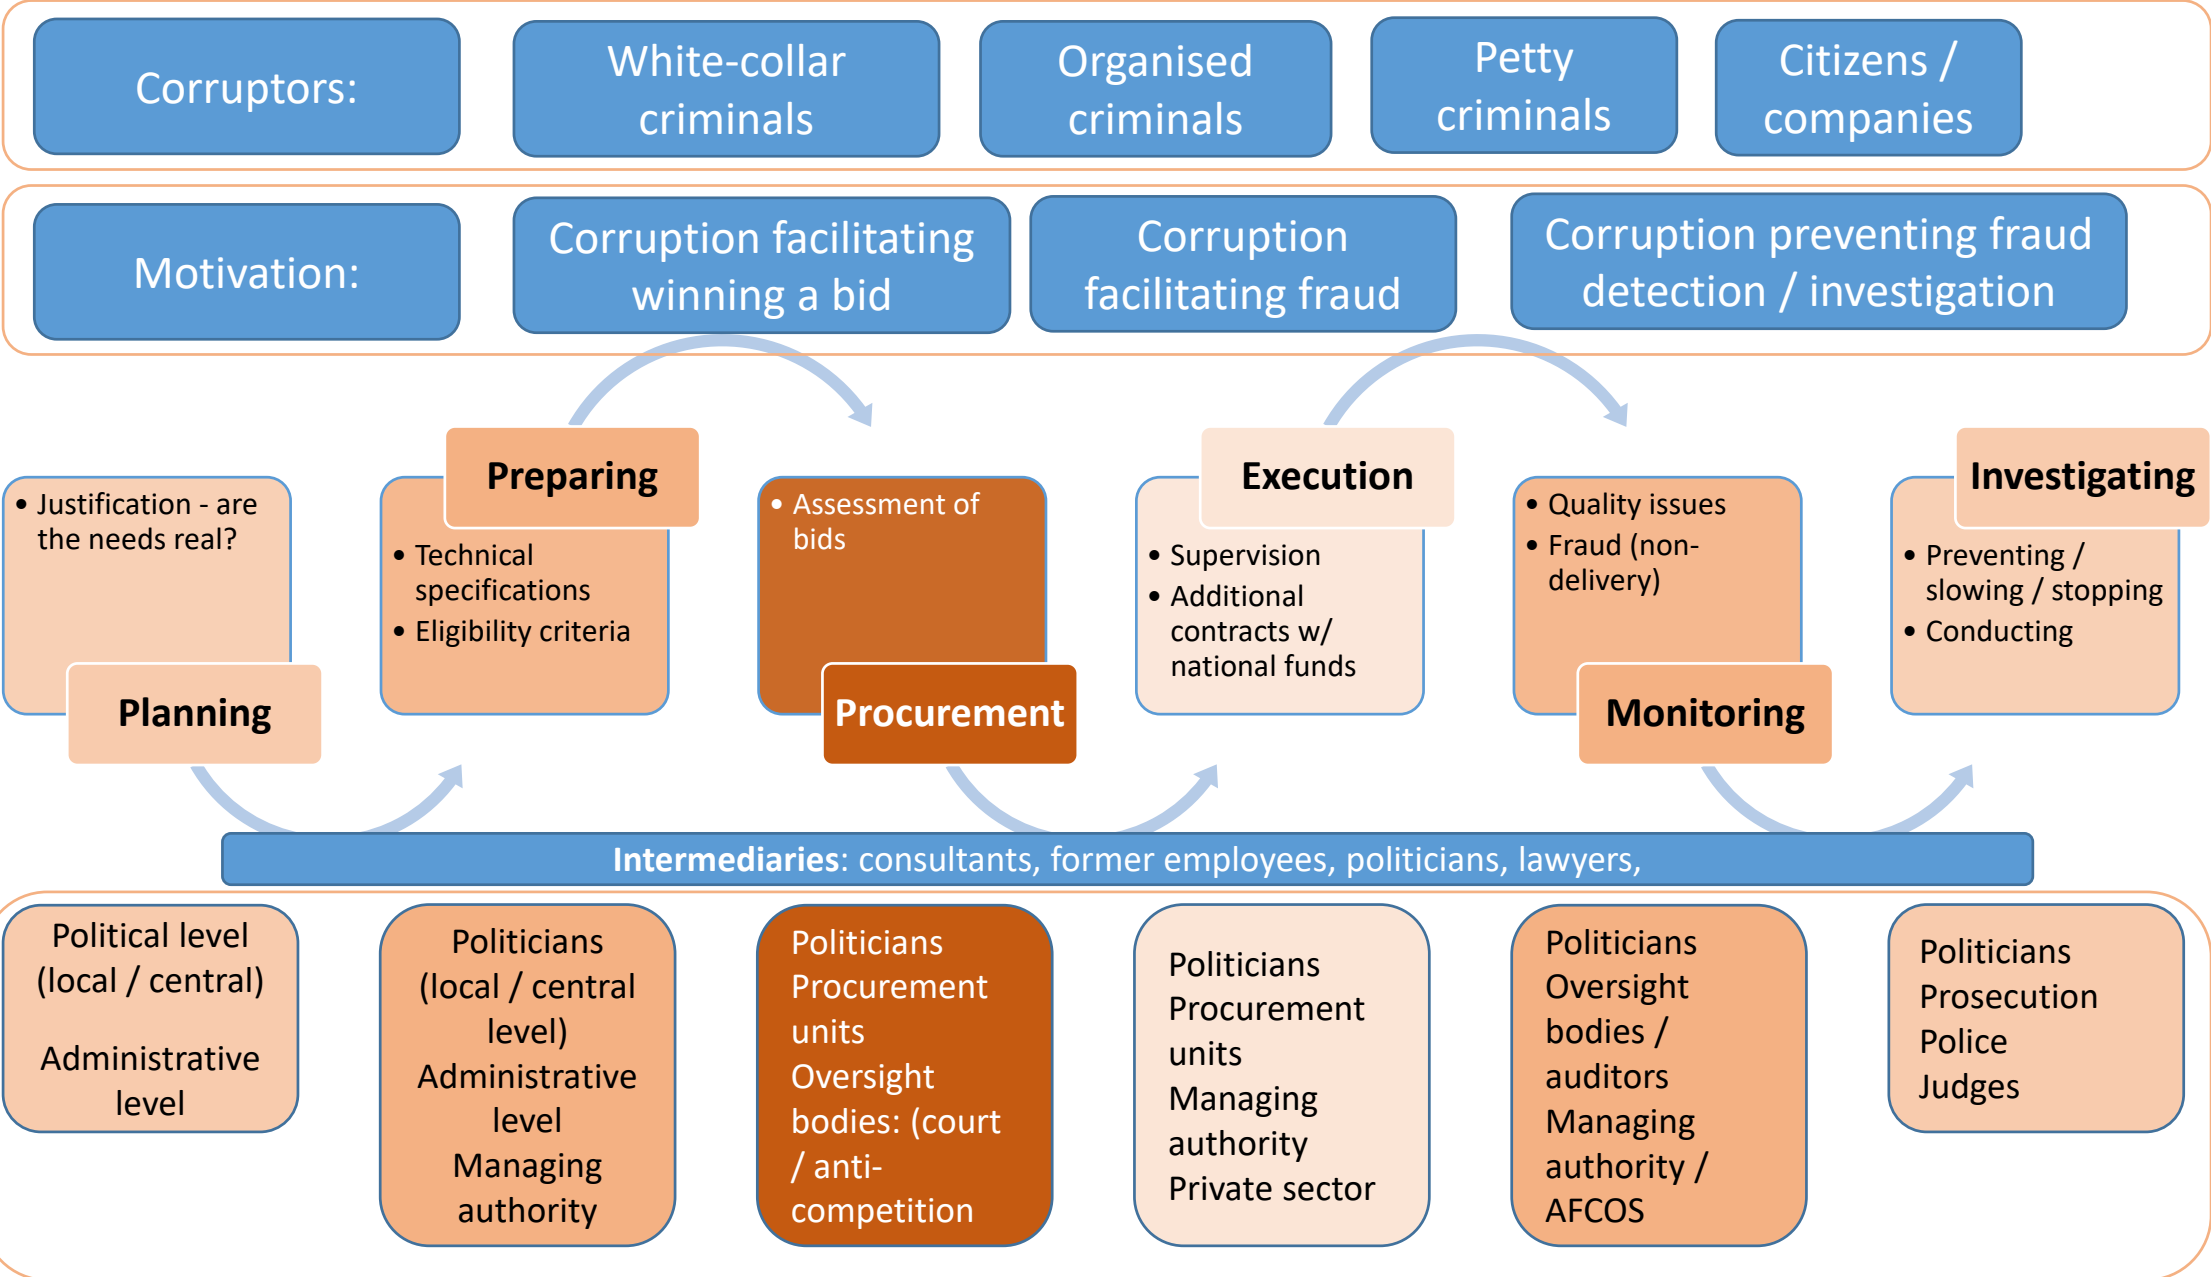 Corruptors:
White-collar
criminals
Organised
criminals
Petty
criminals
Citizens /
companies
Motivation:
Corruption facilitating
winning a bid
Corruption
facilitating fraud
Corruption preventing fraud
detection / investigation
• Justification - are
the needs real?
Planning
Preparing
• Technical
specifications
• Eligibility criteria
• Assessment of
bids
Procurement
Execution
• Supervision
• Additional
contracts w/
national funds
• Quality issues
• Fraud (non-
delivery)
Monitoring
Investigating
• Preventing /
slowing / stopping
• Conducting
Intermediaries: consultants, former employees, politicians, lawyers,
Political level
(local / central)
Administrative
level
Politicians
(local / central
level)
Administrative
level
Managing
authority
Politicians
Procurement
units
Oversight
bodies: (court
/ anti-
competition
Politicians
Procurement
units
Managing
authority
Private sector
Politicians
Oversight
bodies /
auditors
Managing
authority /
AFCOS
Politicians
Prosecution
Police
Judges